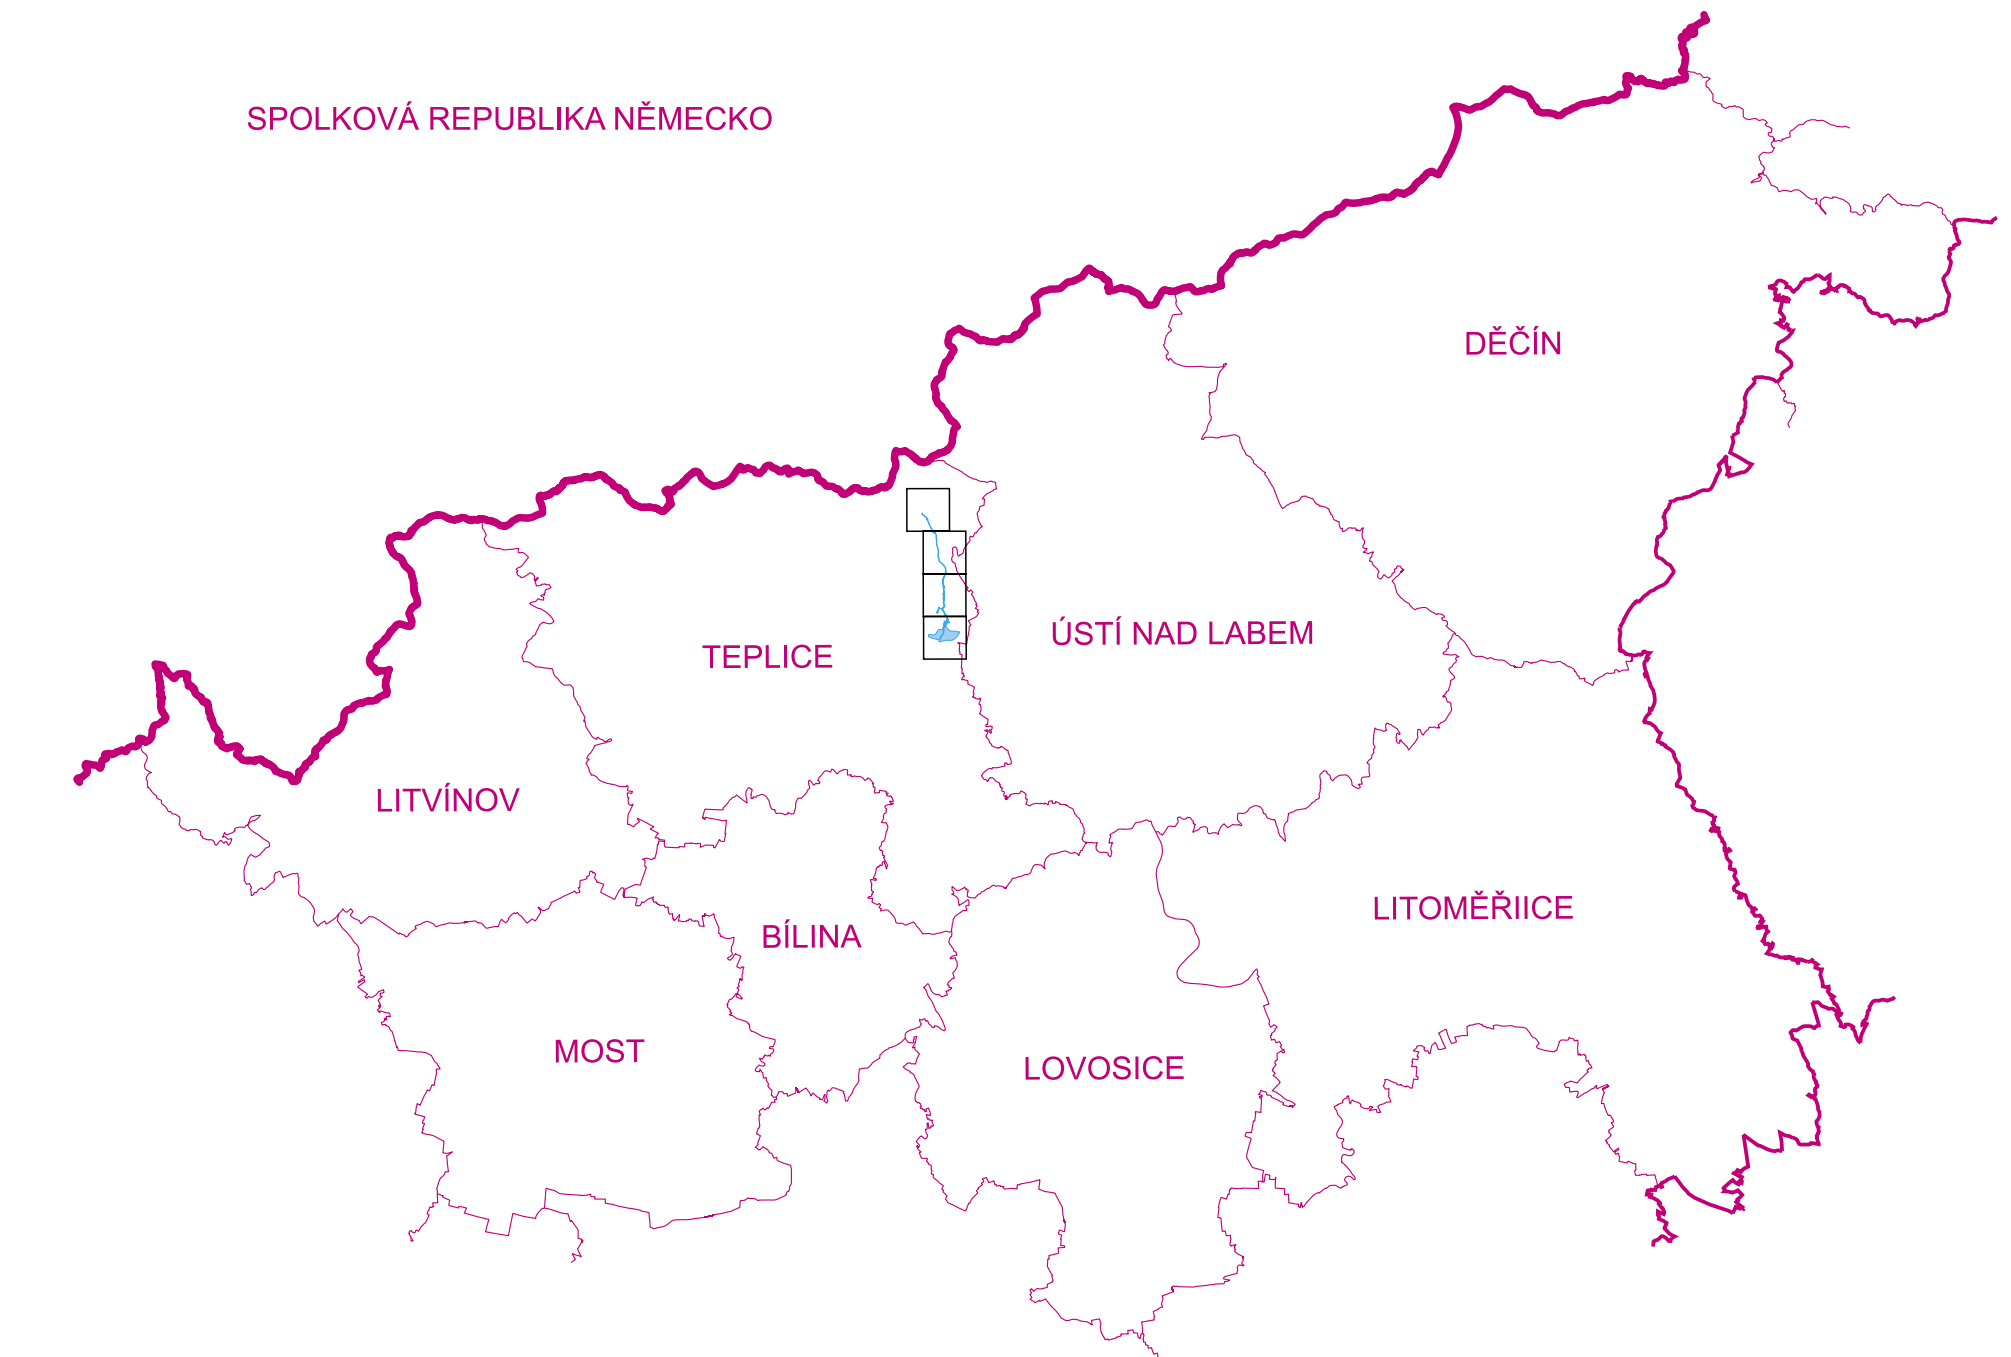 SPOLKOVÁ REPUBLIKA NĚMECKO
DĚČÍN
ÚSTÍ NAD LABEM
TEPLICE
LITVÍNOV
LITOMĚŘIICE
BÍLINA
MOST
LOVOSICE